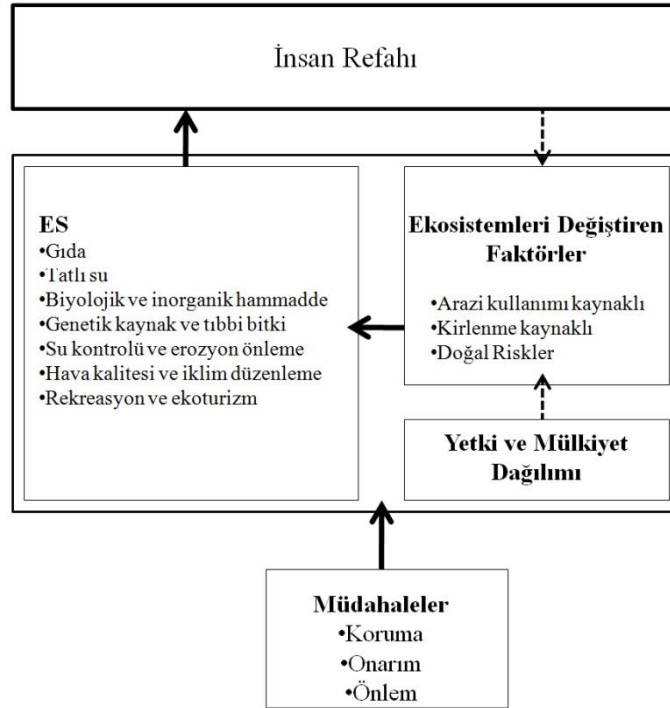 İnsan Refahı
ES
•Gıda
•Tatlı su
•Biyolojik ve inorganik hammadde
•Genetik kaynak ve tıbbi bitki
•Su kontrolü ve erozyon önleme
•Hava kalitesi ve iklim düzenleme
•Rekreasyon ve ekoturizm
Ekosistemleri Değiştiren
Faktörler
•Arazi kullanımı kaynaklı
•Kirlenme kaynaklı
•Doğal Riskler
Yetki ve Mülkiyet
Dağılımı
Müdahaleler
•Koruma
•Onarım
•Önlem